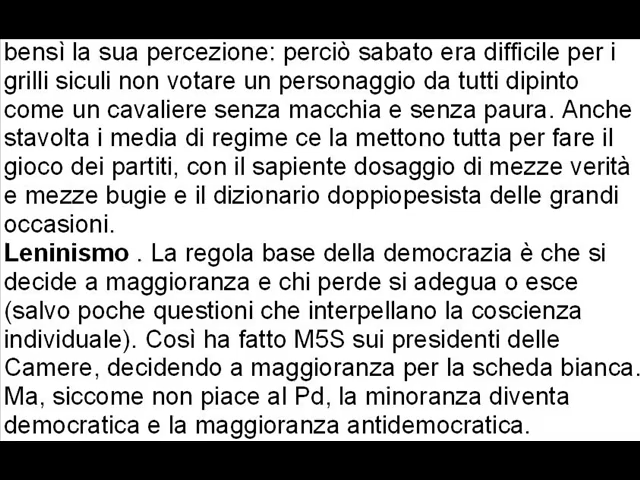 bensì la sua percezione: perciò sabato era difficile per i
grilli siculi non votare un personaggio da tutti dipinto
come un cavaliere senza macchia e senza paura. Anche
stavolta i media di regime ce la mettono tutta per fare il
gioco dei partiti, con il sapiente dosaggio di mezze verità
e mezze bugie e il dizionario doppiopesista delle grandi
occasioni.
Leninismo . La regola base della democrazia è che si
decide a maggioranza e chi perde si adegua o esce
(salvo poche questioni che interpellano la coscienza
individuale). Così ha fatto M5S sui presidenti delle
Camere, decidendo a maggioranza per la scheda bianca.
Ma, siccome non piace al Pd, la minoranza diventa
democratica e la maggioranza antidemocratica.